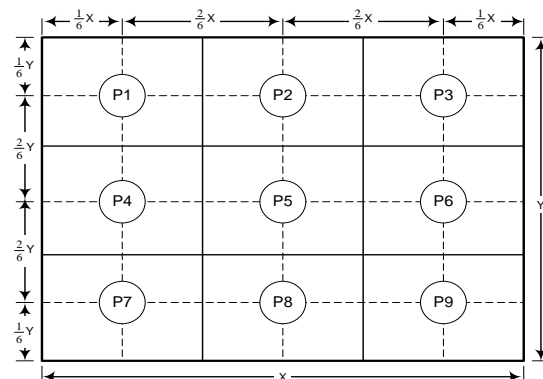 1/6 X 2/6 X 2/6 X 1/6 X
1/6 Y
P1 P2 P3
2/6 Y
P4 P5 P6
Y
2/6 Y
P7 P8 P9
1/6 Y
X